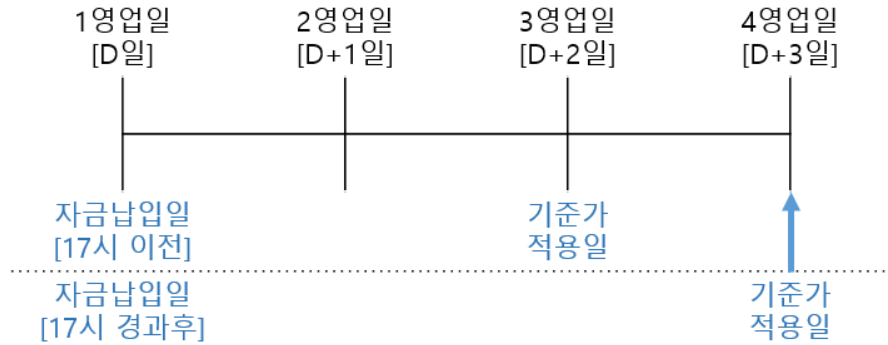 1영업일 2영업일 3영업일 4영업일
[D일] [D+1일] [D+2일] [D+3일]
자금납입일 기준가
[17시 이전] 적용일
자금납입일 기준가
[17시 경과후] 적용일